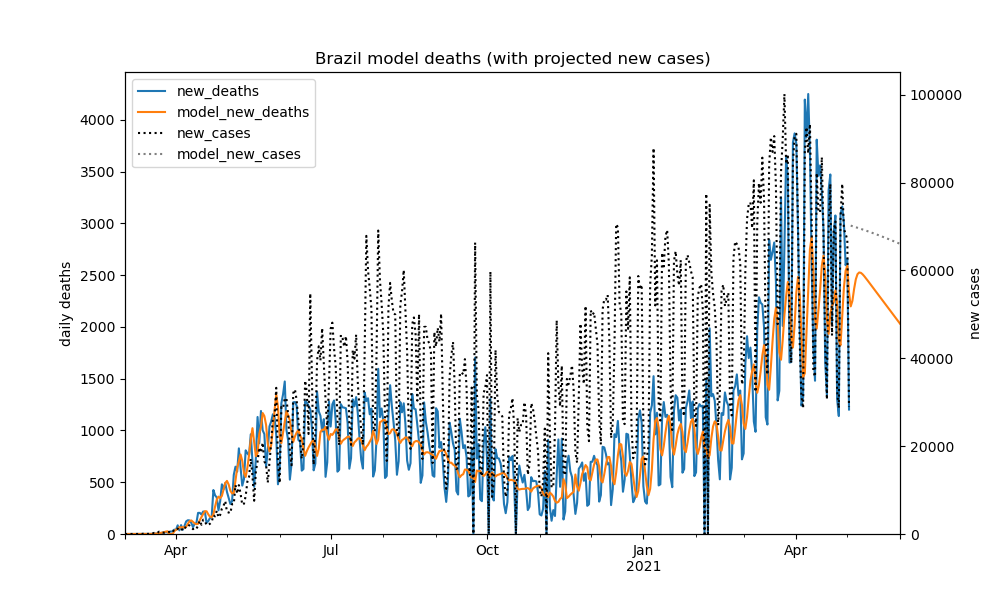 Brazil model deaths (with projected new cases)
new_deaths
model_new_deaths
new_cases
model_new_cases
daily deaths
4000
3500
3000
2500
2000
1500
1000
500
0
100000
80000
60000
40000
20000
0
new cases
Apr
Jul
Oct
Jan
2021
Apr